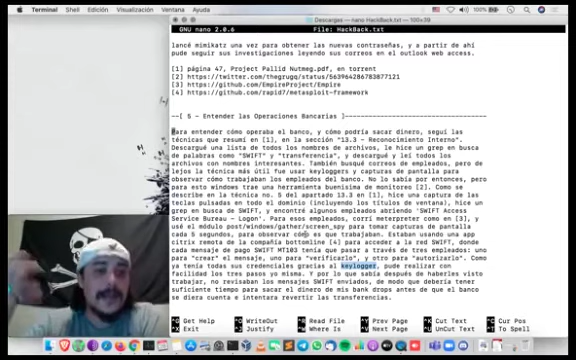 Terminal Shell Edición Visualización Ventana Ayuda
100%
Descargas — nano HackBack.txt — 100×39
GNU nano 2.0.6 File: HackBack.txt
lancé mimikatz una vez para obtener las nuevas contraseñas, y a partir de ahí
pude seguir sus investigaciones leyendo sus correos en el outlook web access.
[1] página 47, Project Pallid Nutmeg.pdf, en torrent
[2] https://twitter.com/thegrugq/status/563964286783877121
[3] https://github.com/EmpireProject/Empire
[4] https://github.com/rapid7/metasploit-framework
--[ 5 - Entender las Operaciones Bancarias ]
Para entender cómo operaba el banco, y cómo podría sacar dinero, seguí las
técnicas que resumí en [1], en la sección "13.3 - Reconocimiento Interno".
Descargué una lista de todos los nombres de archivos, le hice un grep en busca
de palabras como "SWIFT" y "transferencia", y descargué y leí todos los
archivos con nombres interesantes. También busqué correos de empleados, pero de
lejos la técnica más útil fue usar keyloggers y capturas de pantalla para
observar cómo trabajaban los empleados del banco. No lo sabía por entonces, pero
para esto windows trae una herramienta buenísima de monitoreo [2]. Como se
describe en la técnica no. 5 del apartado 13.3 en [1], hice una captura de las
teclas pulsadas en todo el dominio (incluyendo los títulos de ventana), hice un
grep en busca de SWIFT, y encontré algunos empleados abriendo 'SWIFT Access
Service Bureau - Logon'. Para esos empleados, corrí meterpreter como en [3], y
usé el módulo post/windows/gather/screen_spy para tomar capturas de pantalla
cada 5 segundos, para observar cómo es que trabajaban. Estaban usando una app
citrix remota de la compañía bottomline [4] para acceder a la red SWIFT, donde
cada mensaje de pago SWIFT MT103 tenía que pasar a través de tres empleados: uno
para "crear" el mensaje, uno para "verificarlo", y otro para "autorizarlo". Como
ya tenía todas sus credenciales gracias al keylogger, pude realizar con
facilidad los tres pasos yo misma. Y por lo que sabía después de haberles visto
trabajar, no revisaban los mensajes SWIFT enviados, de modo que debería tener
suficiente tiempo para sacar el dinero de mis bank drops antes de que el banco
se diera cuenta e intentara revertir las transferencias.
^G Get Help ^O WriteOut ^R Read File ^Y Prev Page ^K Cut Text ^C Cur Pos
^X Exit ^J Justify ^W Where Is ^V Next Page ^U UnCut Text ^T To Spell